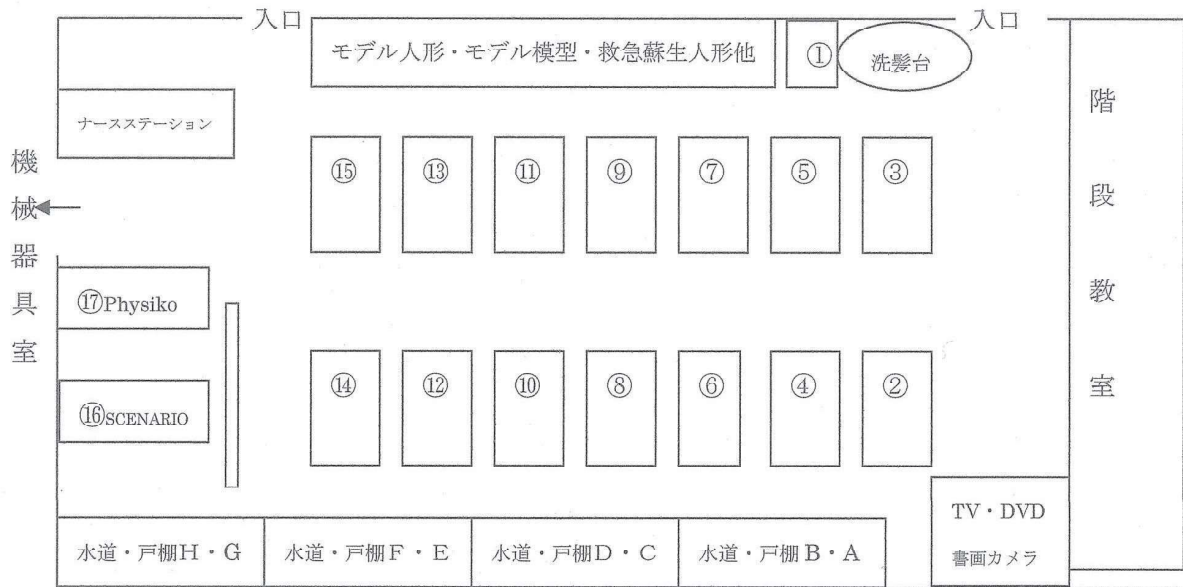 入口
入口
モデル人形・モデル模型・救急蘇生人形他
①
洗髪台
ナースステーション
機械器具室
階段教室
⑮
⑬
⑪
⑨
⑦
⑤
③
⑰Physiko
⑯SCENARIO
⑭
⑫
⑩
⑧
⑥
④
②
水道・戸棚H・G
水道・戸棚F・E
水道・戸棚D・C
水道・戸棚B・A
TV・DVD
書画カメラ